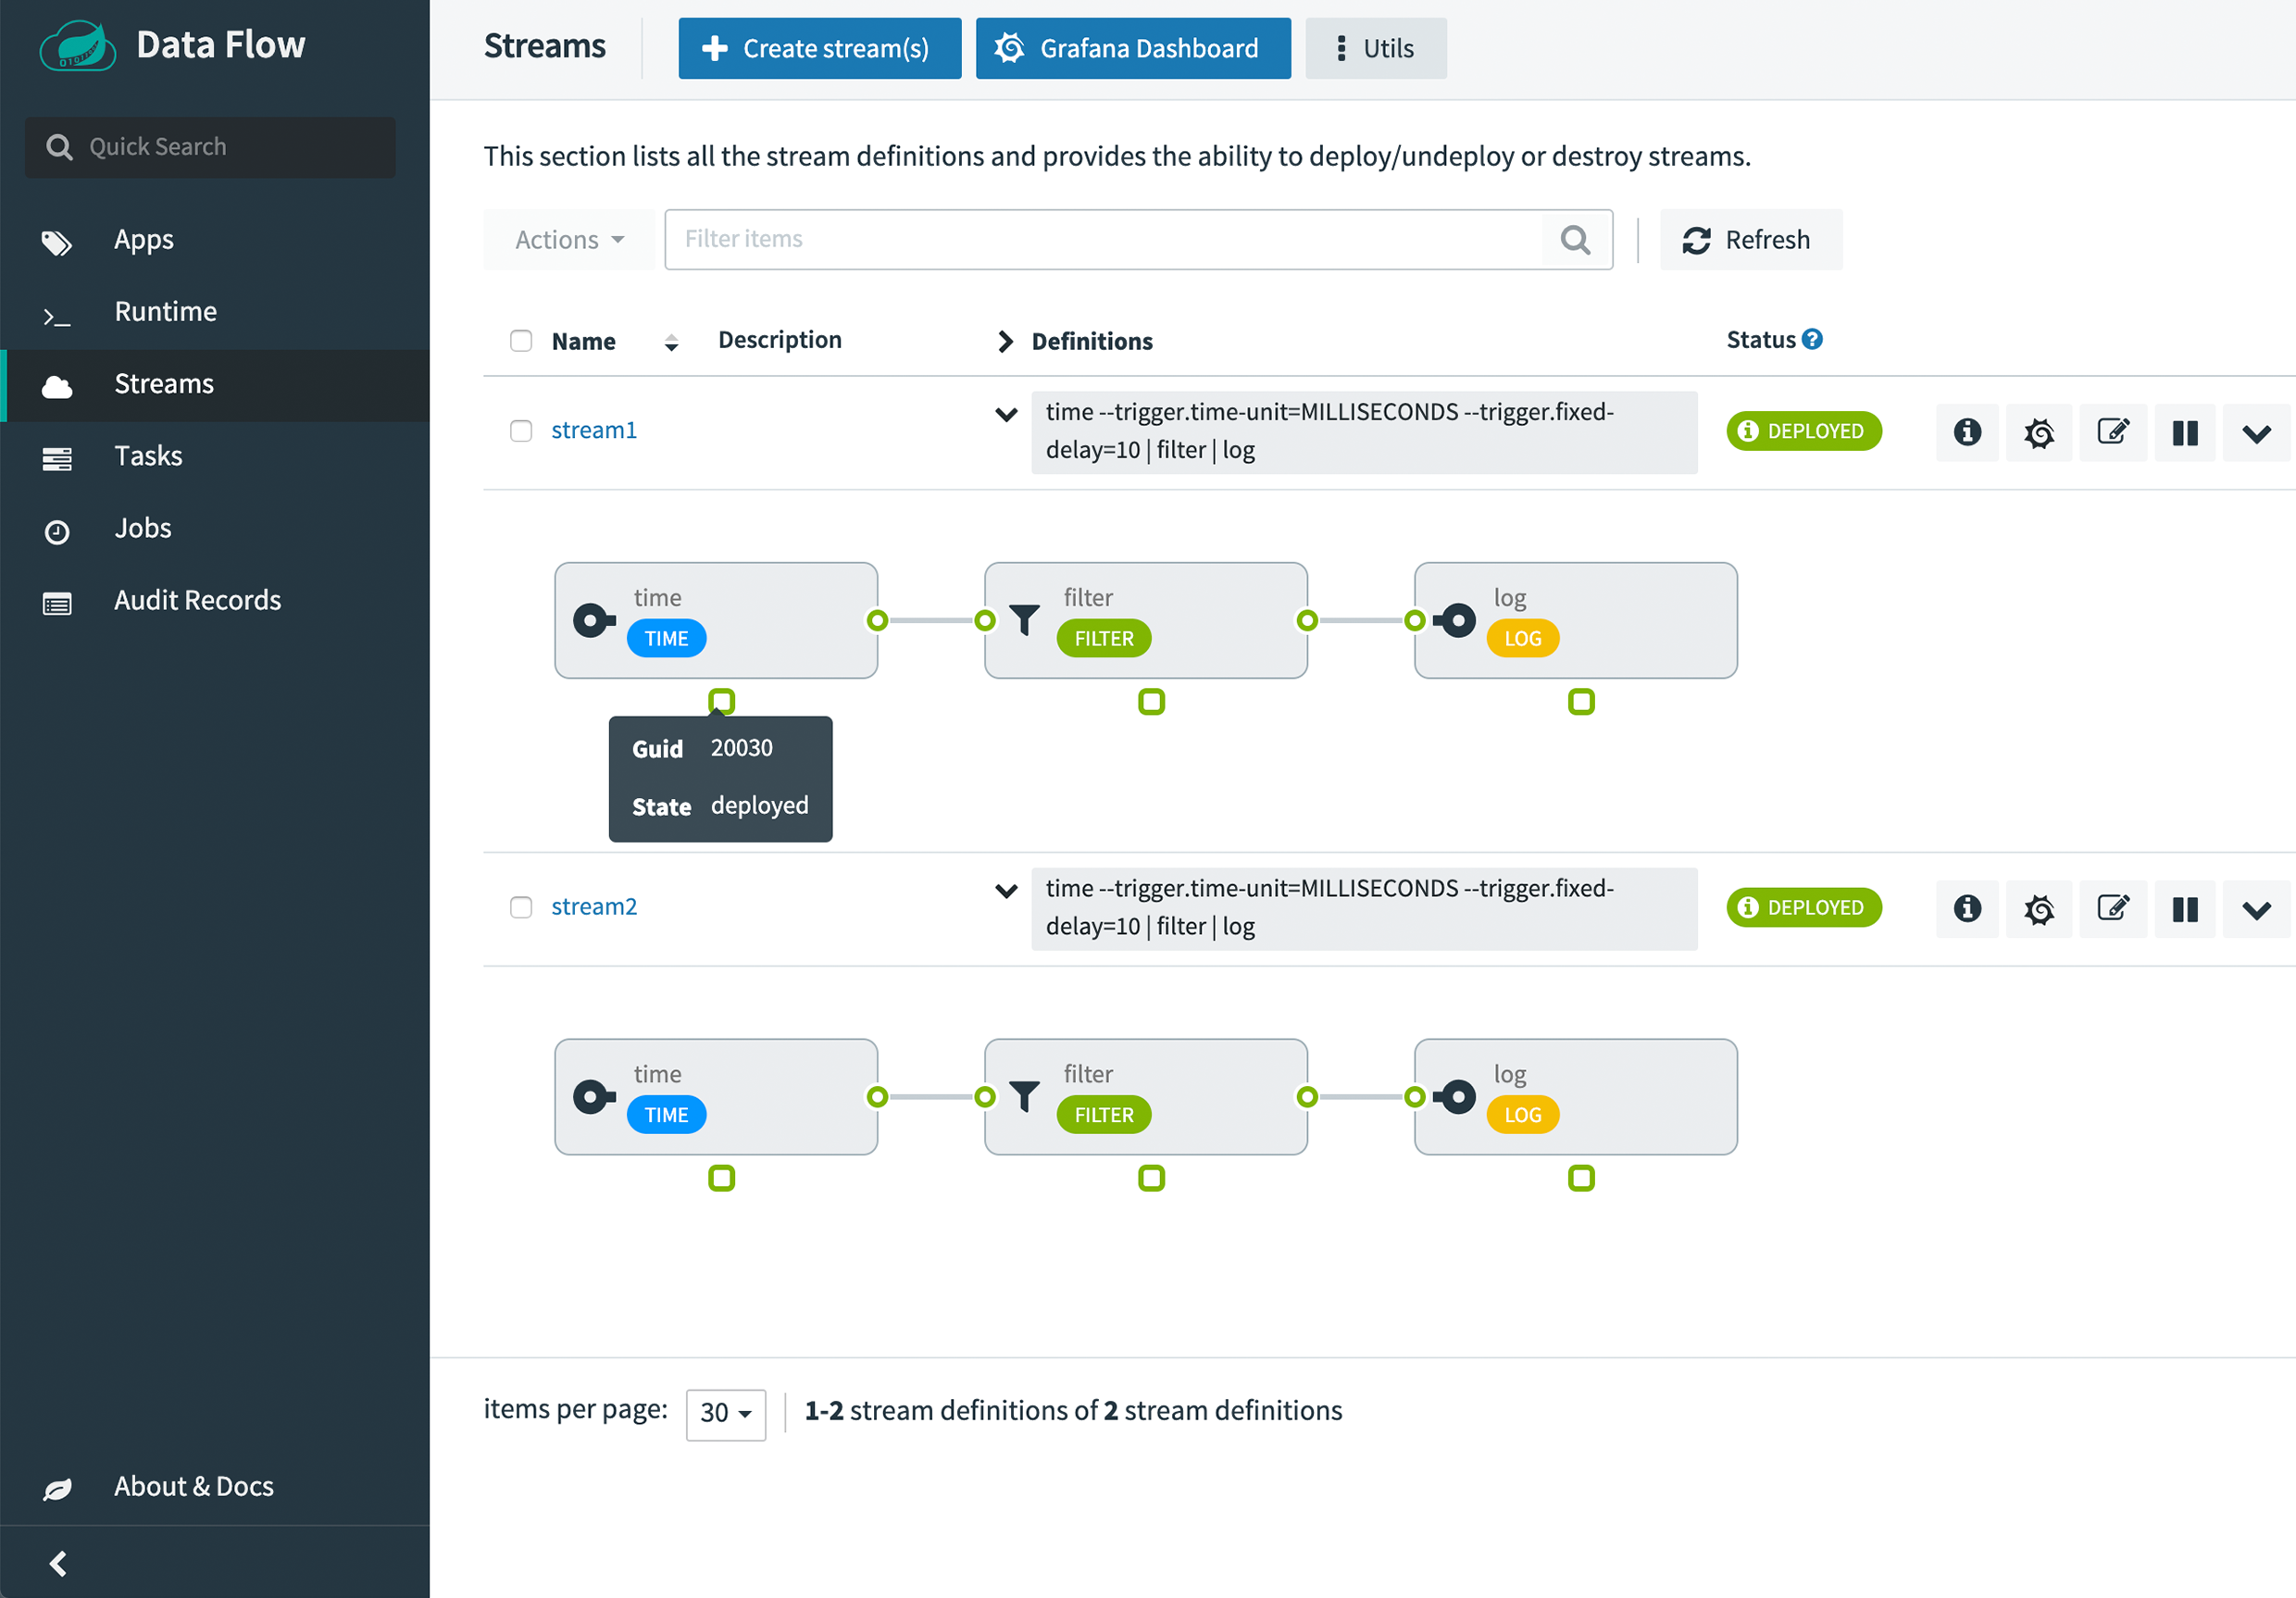 Data Flow
Quick Search
Apps
Runtime
Streams
Tasks
Jobs
Audit Records
About & Docs
Streams
Create stream(s)
Grafana Dashboard
Utils
This section lists all the stream definitions and provides the ability to deploy/undeploy or destroy streams.
Actions
Filter items
Refresh
Name
Description
Definitions
Status
stream1
time --trigger.time-unit=MILLISECONDS --trigger.fixed-
delay=10 | filter | log
DEPLOYED
time
TIME
filter
FILTER
log
LOG
Guid 20030
State deployed
stream2
time --trigger.time-unit=MILLISECONDS --trigger.fixed-
delay=10 | filter | log
DEPLOYED
time
TIME
filter
FILTER
log
LOG
items per page: 30
1-2 stream definitions of 2 stream definitions